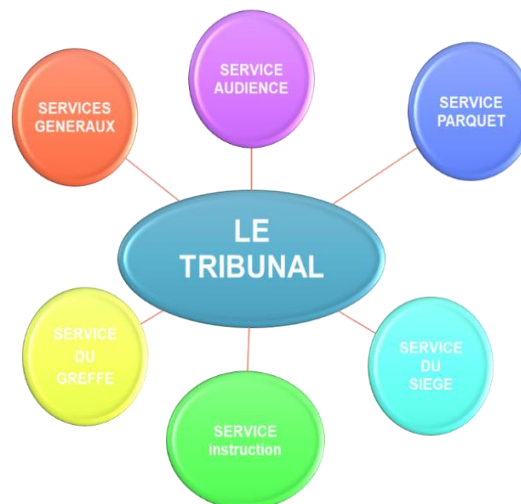 SERVICES
GENERAUX
SERVICE
AUDIENCE
SERVICE
PARQUET
LE
TRIBUNAL
SERVICE
DU
GREFFE
SERVICE
instruction
SERVICE
DU
SIEGE